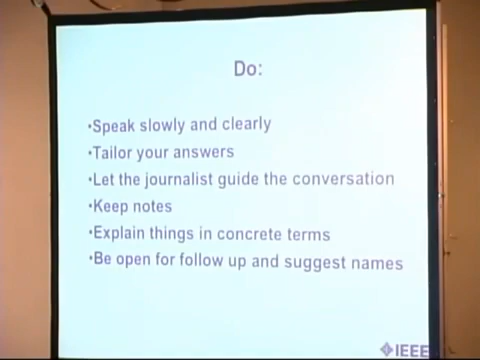 Do:
•Speak slowly and clearly
•Tailor your answers
•Let the journalist guide the conversation
•Keep notes
•Explain things in concrete terms
•Be open for follow up and suggest names
IEEE